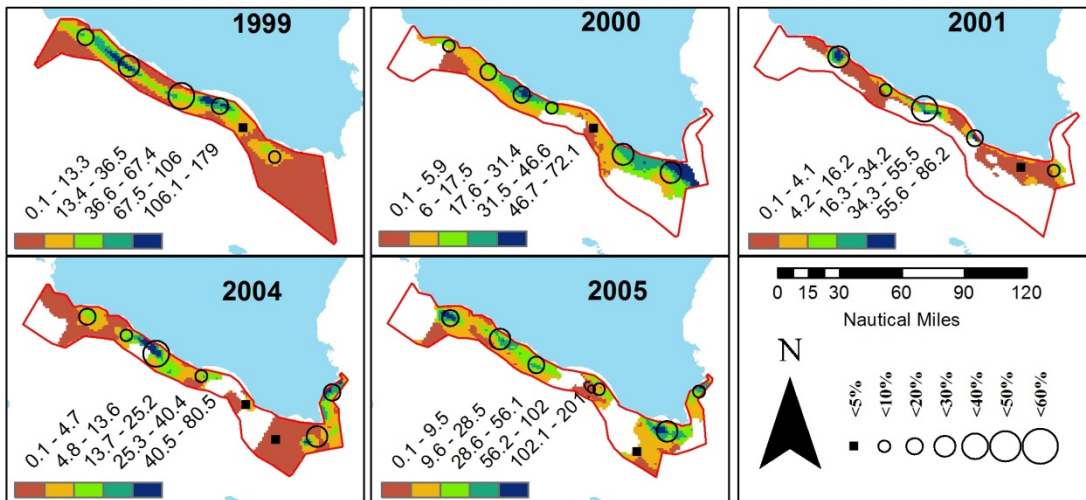 1999
0.1 - 13.3
13.4 - 36.5
36.6 - 67.4
67.5 - 106
106.1 - 179
2000
0.1 - 5.9
6 - 17.5
17.6 - 31.4
31.5 - 46.6
46.7 - 72.1
2001
0.1 - 4.1
4.2 - 16.2
16.3 - 34.2
34.3 - 55.5
55.6 - 86.2
2004
0.1 - 4.7
4.8 - 13.6
13.7 - 25.2
25.3 - 40.4
40.5 - 80.5
2005
0.1 - 9.5
9.6 - 28.5
28.6 - 56.1
56.2 - 102
102.1 - 201.6
0 15 30 60 90 120
Nautical Miles
N
<5%
<10%
<20%
<30%
<40%
<50%
<60%